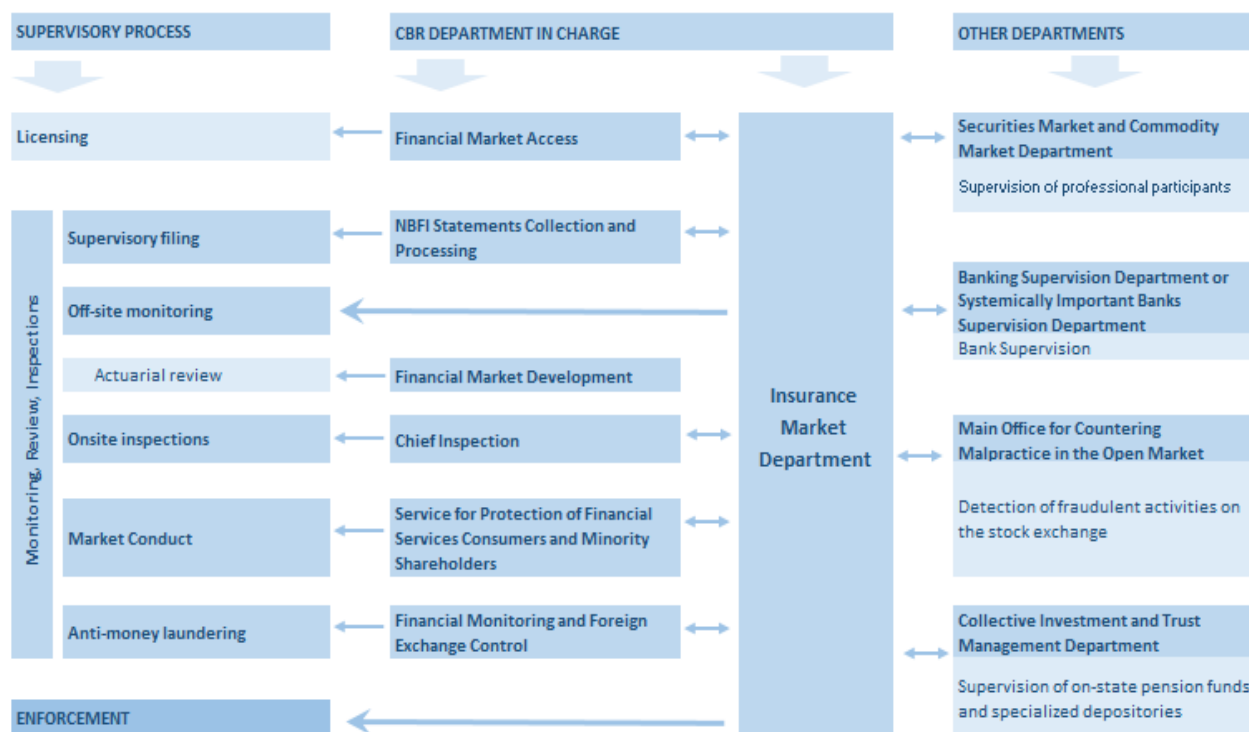 SUPERVISORY PROCESS
CBR DEPARTMENT IN CHARGE
OTHER DEPARTMENTS
Licensing
Financial Market Access
Securities Market and Commodity
Market Department
Supervision of professional participants
Monitoring, Review, Inspections
Supervisory filing
NBFI Statements Collection and
Processing
Off-site monitoring
Banking Supervision Department or
Systemically Important Banks
Supervision Department
Bank Supervision
Actuarial review
Financial Market Development
Insurance
Market
Department
Onsite inspections
Chief Inspection
Main Office for Countering
Malpractice in the Open Market
Detection of fraudulent activities on
the stock exchange
Market Conduct
Service for Protection of Financial
Services Consumers and Minority
Shareholders
Anti-money laundering
Financial Monitoring and Foreign
Exchange Control
Collective Investment and Trust
Management Department
Supervision of on-state pension funds
and specialized depositories
ENFORCEMENT